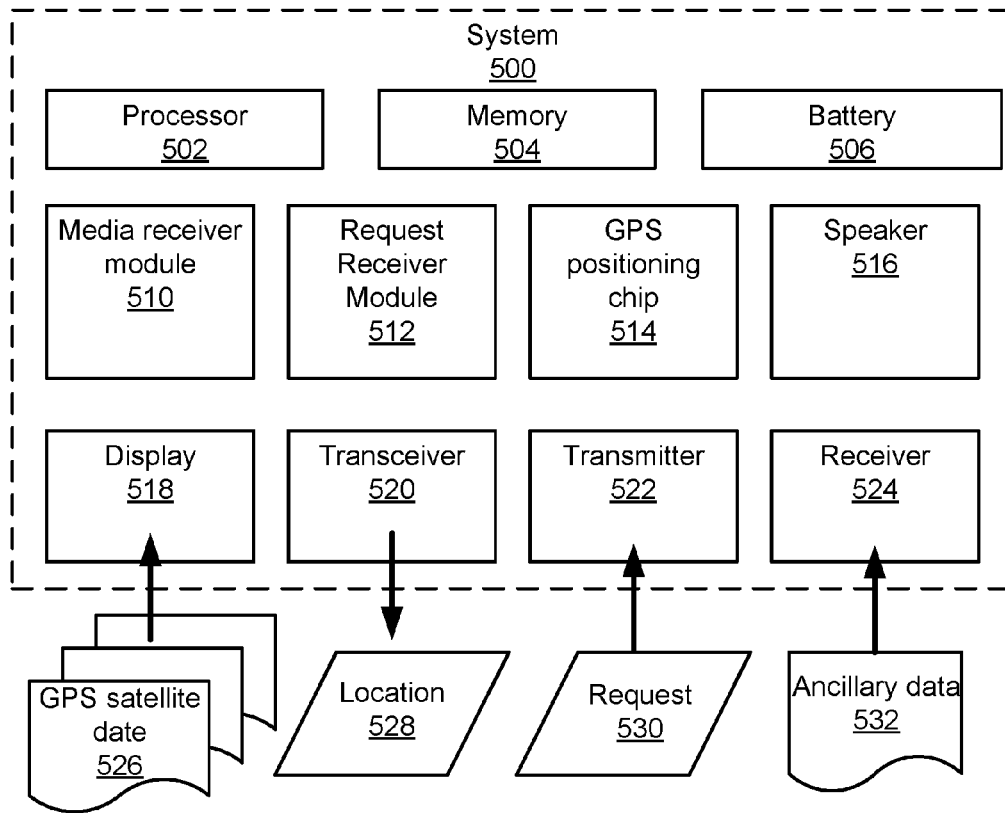 System
500
Processor
502
Memory
504
Battery
506
Media receiver
module
510
Request
Receiver
Module
512
GPS
positioning
chip
514
Speaker
516
Display
518
Transceiver
520
Transmitter
522
Receiver
524
GPS satellite
date
526
Location
528
Request
530
Ancillary data
532